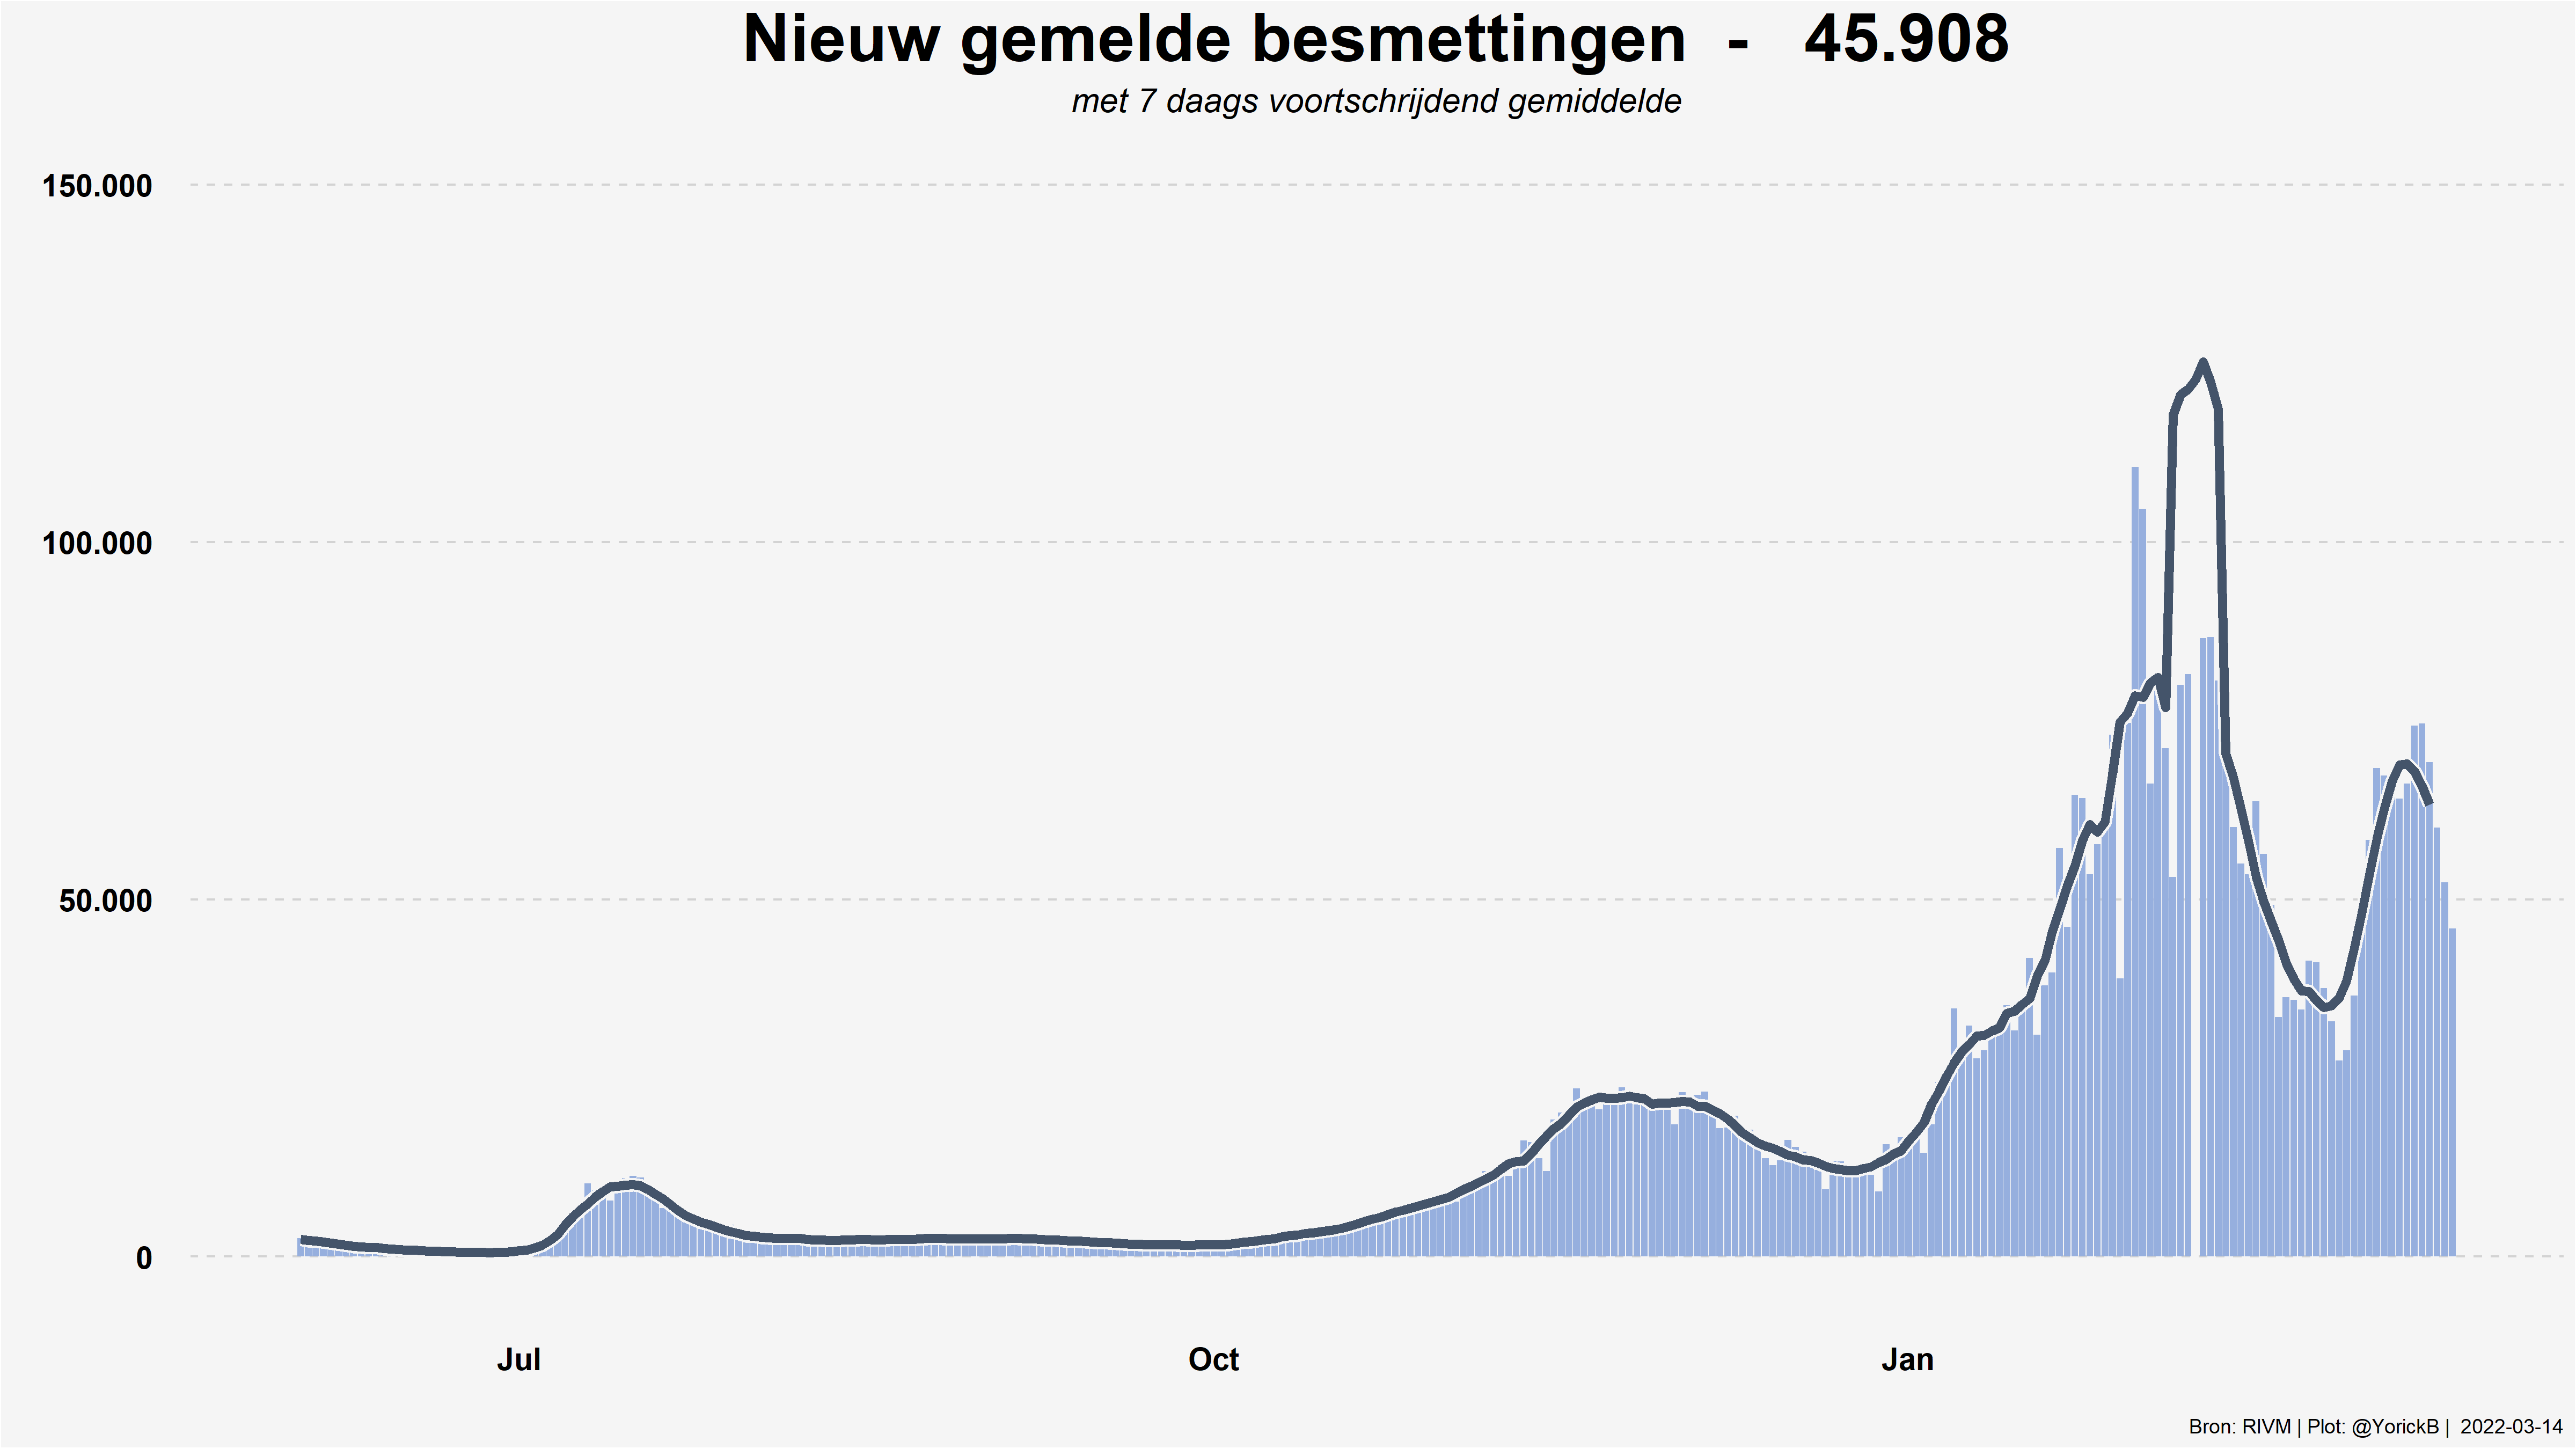 Nieuw gemelde besmettingen - 45.908
met 7 daags voortschrijdend gemiddelde
150.000
100.000
50.000
0
Jul Oct Jan
Bron: RIVM | Plot: @YorickB | 2022-03-14